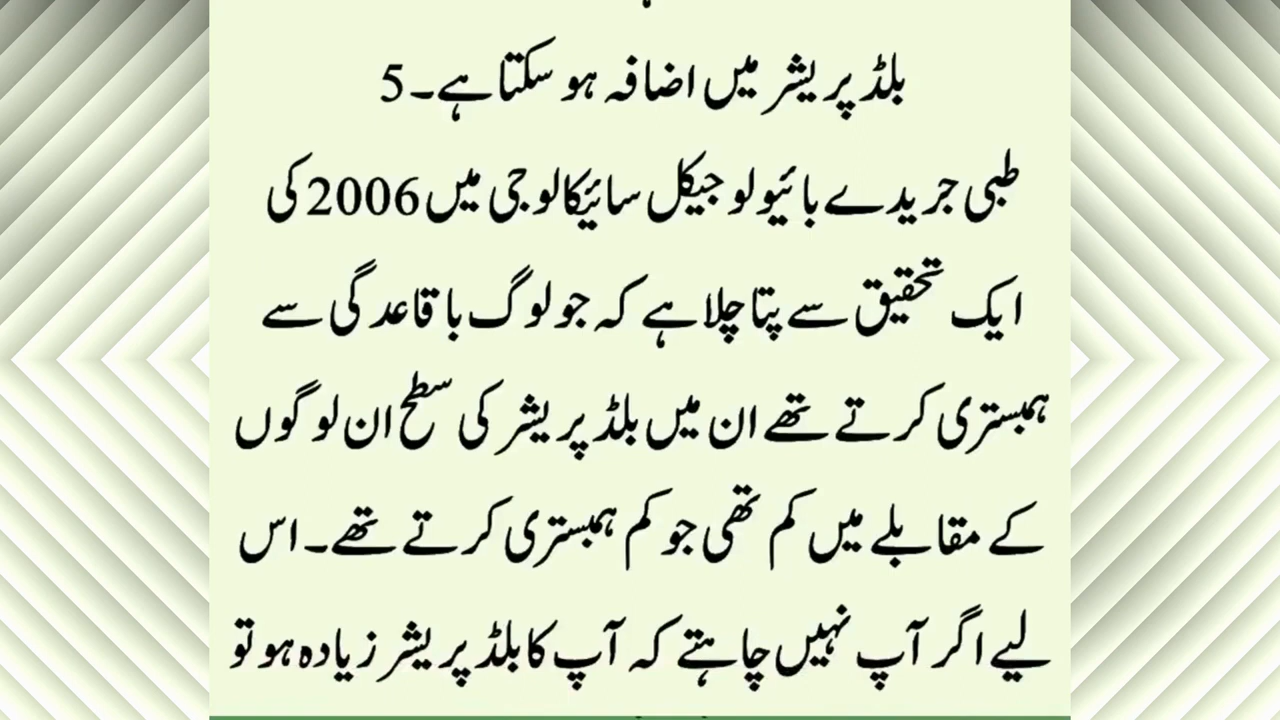 بلڈ پریشر میں اضافہ ہو سکتا ہے۔5
طبی جریدے بائیولوجیکل سائیکالوجی میں 2006 کی
ایک تحقیق سے پتا چلا ہے کہ جو لوگ باقاعدگی سے
ہمبستری کرتے تھے ان میں بلڈ پریشر کی سطح ان لوگوں
کے مقابلے میں کم تھی جو کم ہمبستری کرتے تھے۔ اس
لیے اگر آپ نہیں چاہتے کہ آپ کا بلڈ پریشر زیادہ ہو تو